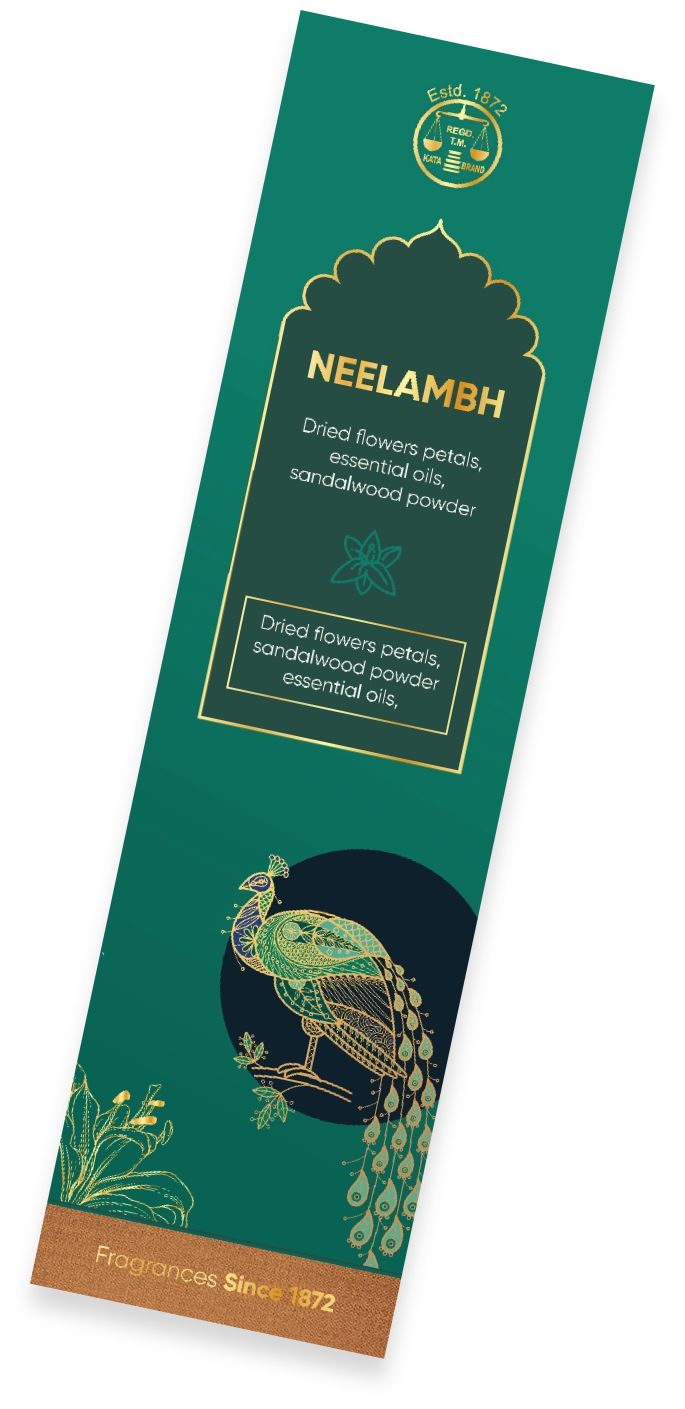 Estd. 1872
REGD.
T.M.
KATA BRAND
NEELAMBH
Dried flowers petals,
essential oils,
sandalwood powder
Dried flowers petals,
sandalwood powder
essential oils,
Fragrances Since 1872